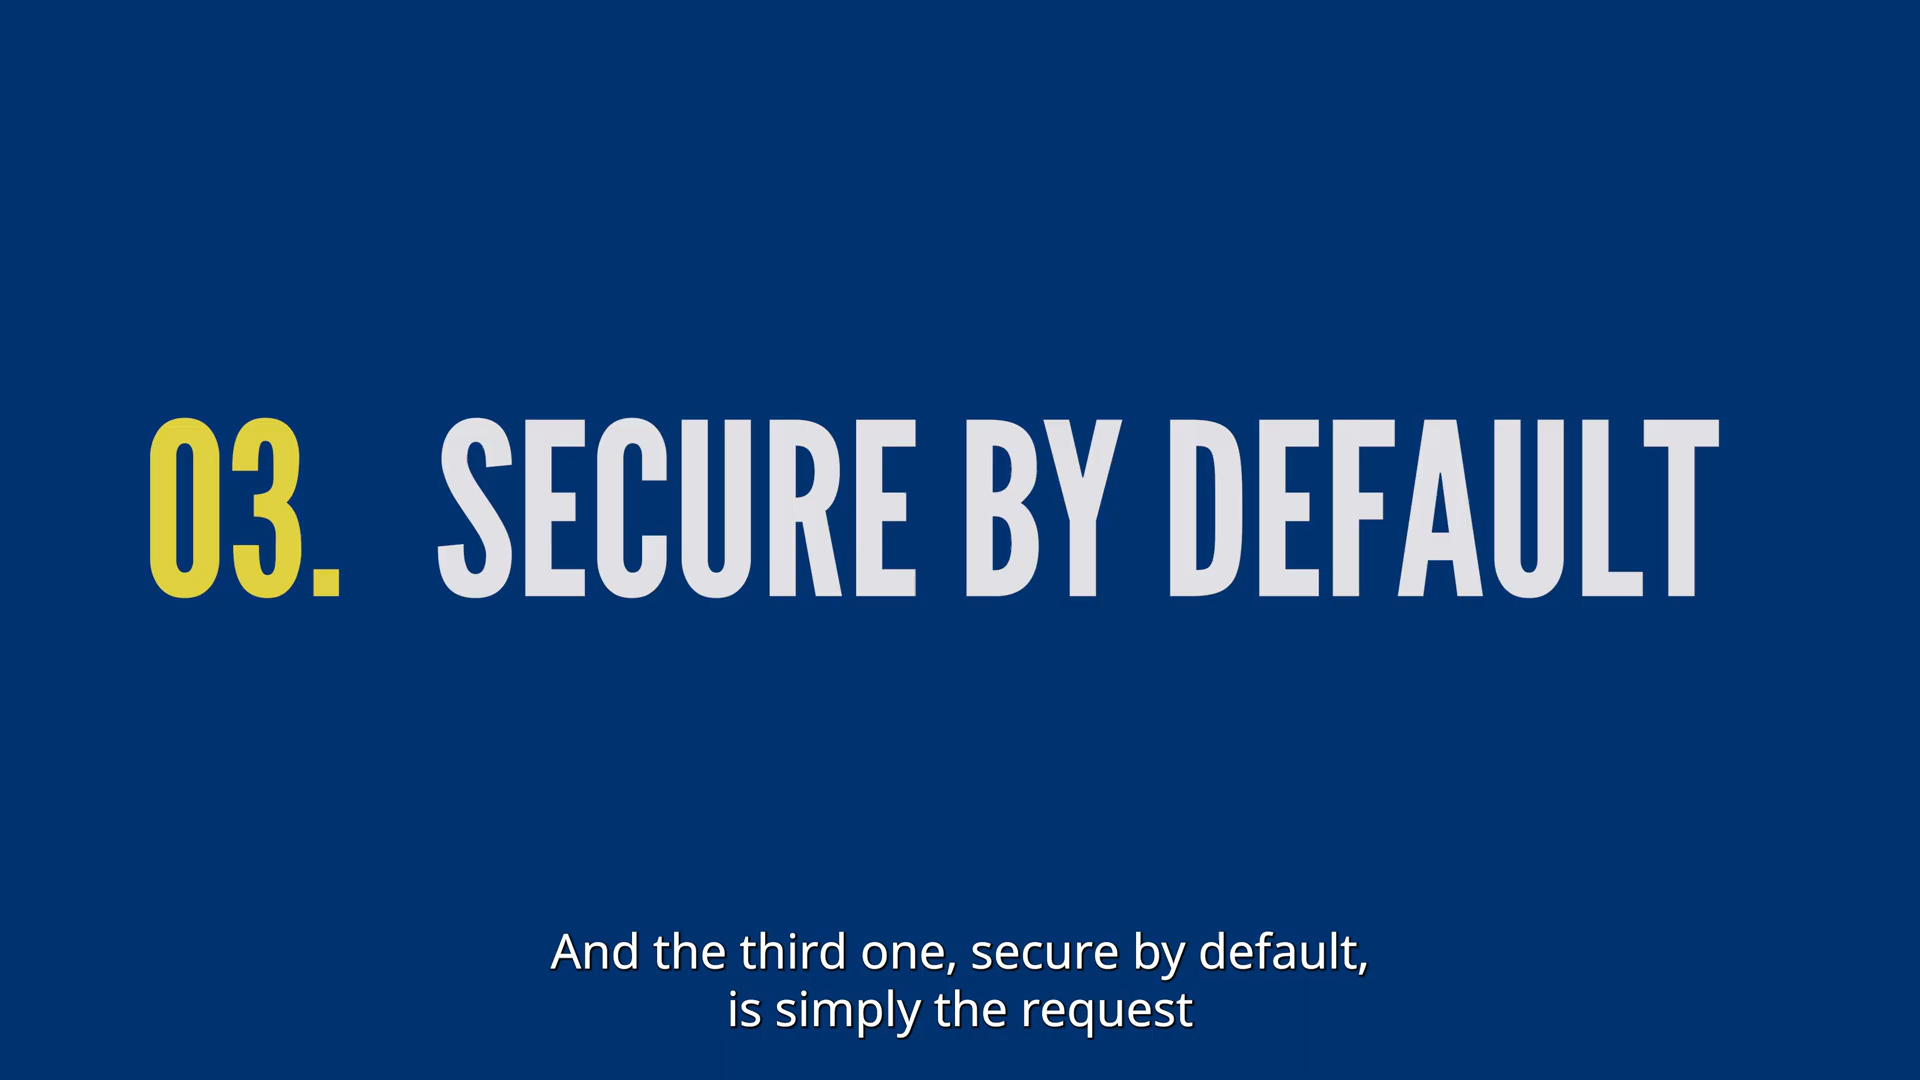 03. SECURE BY DEFAULT
And the third one, secure by default,
is simply the request